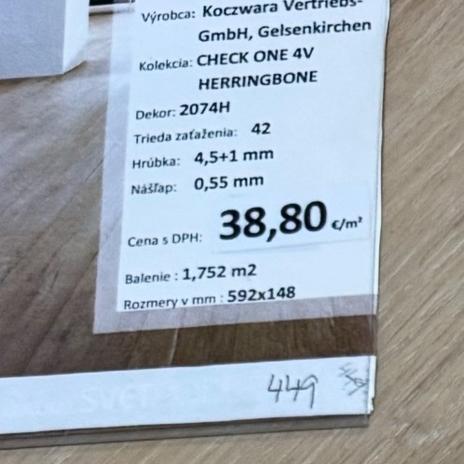 Výrobca: Koczwara Vertriebs-
GmbH, Gelsenkirchen
Kolekcia: CHECK ONE 4V
HERRINGBONE
Dekor: 2074H
Trieda zaťaženia: 42
Hrúbka: 4,5+1 mm
Nášľap: 0,55 mm
Cena s DPH: 38,80 €/m²
Balenie : 1,752 m2
Rozmery v mm : 592x148
SVET
449